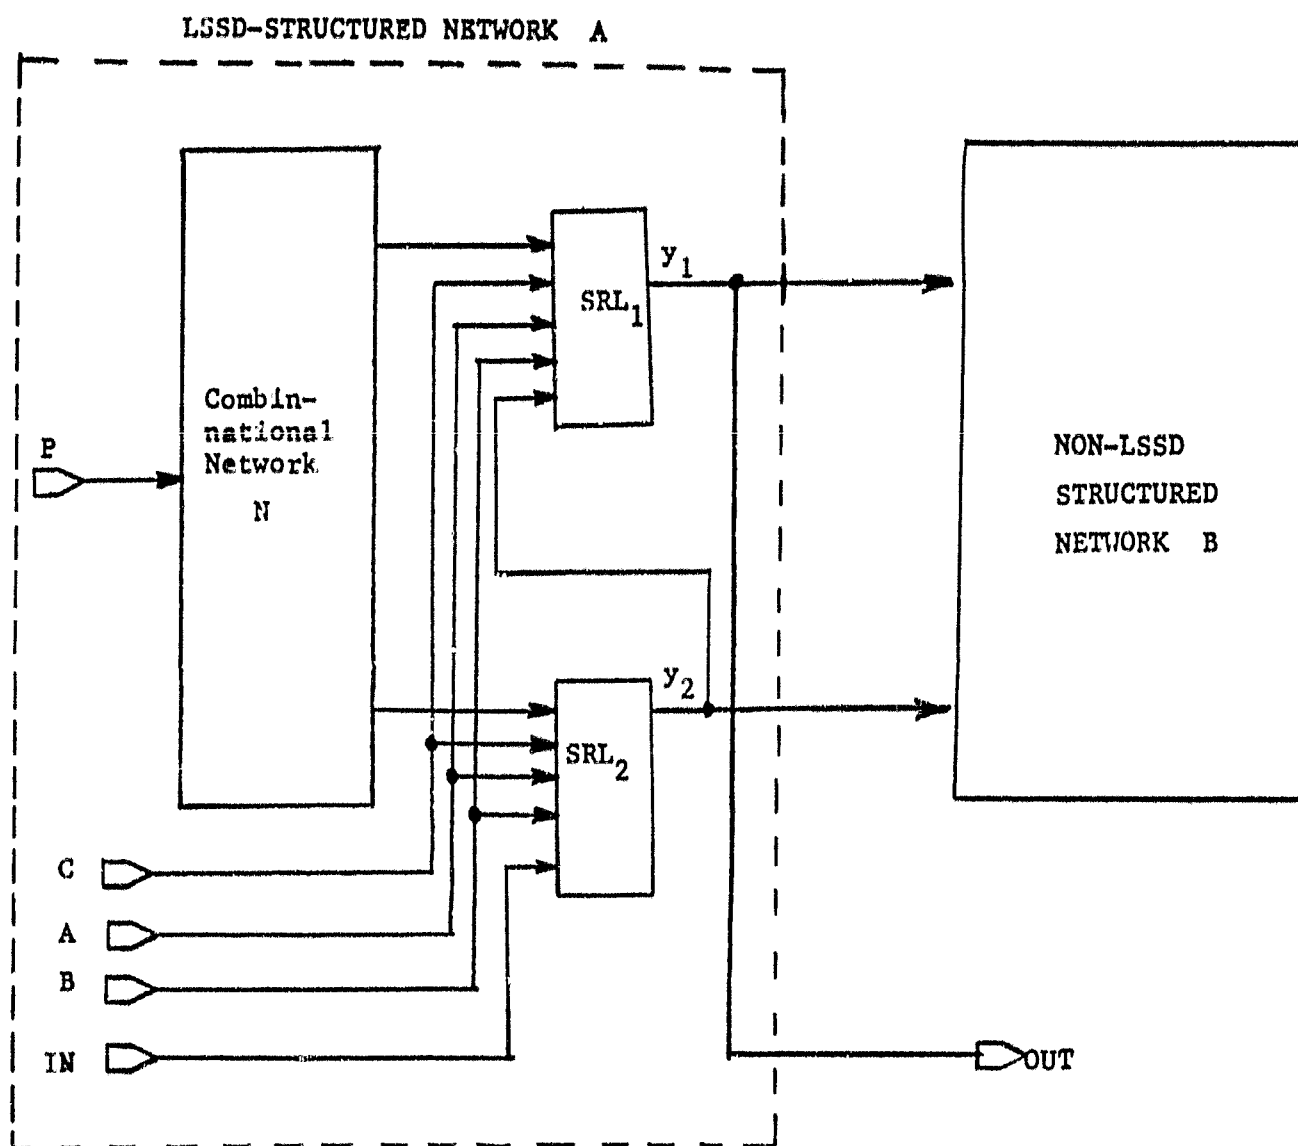 LSSD-STRUCTURED NETWORK A
y1
SRL1
Combin-
national
Network
N
P
NON-LSSD
STRUCTURED
NETWORK B
y2
SRL2
C
A
B
IN
OUT